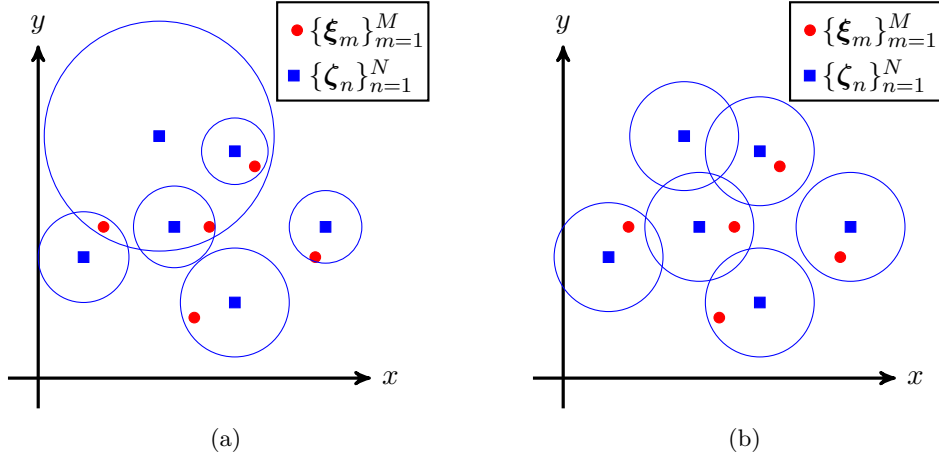 y
{ξ_m}_{m=1}^M
{ζ_n}_{n=1}^N
x
(a)
y
{ξ_m}_{m=1}^M
{ζ_n}_{n=1}^N
x
(b)